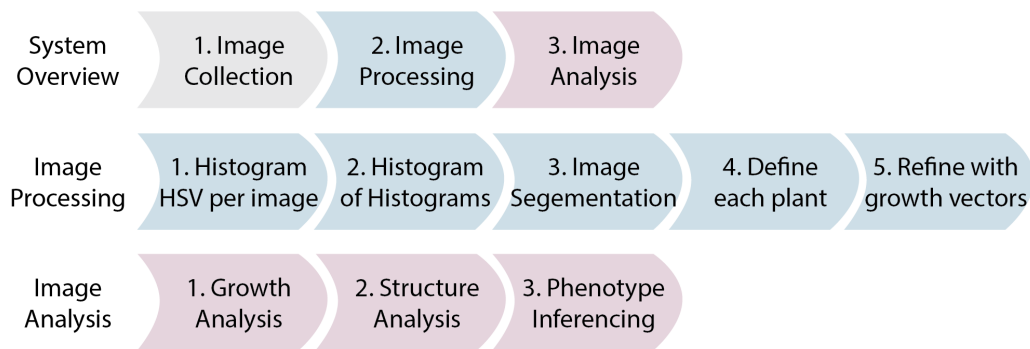 System
Overview
1. Image
Collection
2. Image
Processing
3. Image
Analysis
Image
Processing
1. Histogram
HSV per image
2. Histogram
of Histograms
3. Image
Segementation
4. Define
each plant
5. Refine with
growth vectors
Image
Analysis
1. Growth
Analysis
2. Structure
Analysis
3. Phenotype
Inferencing